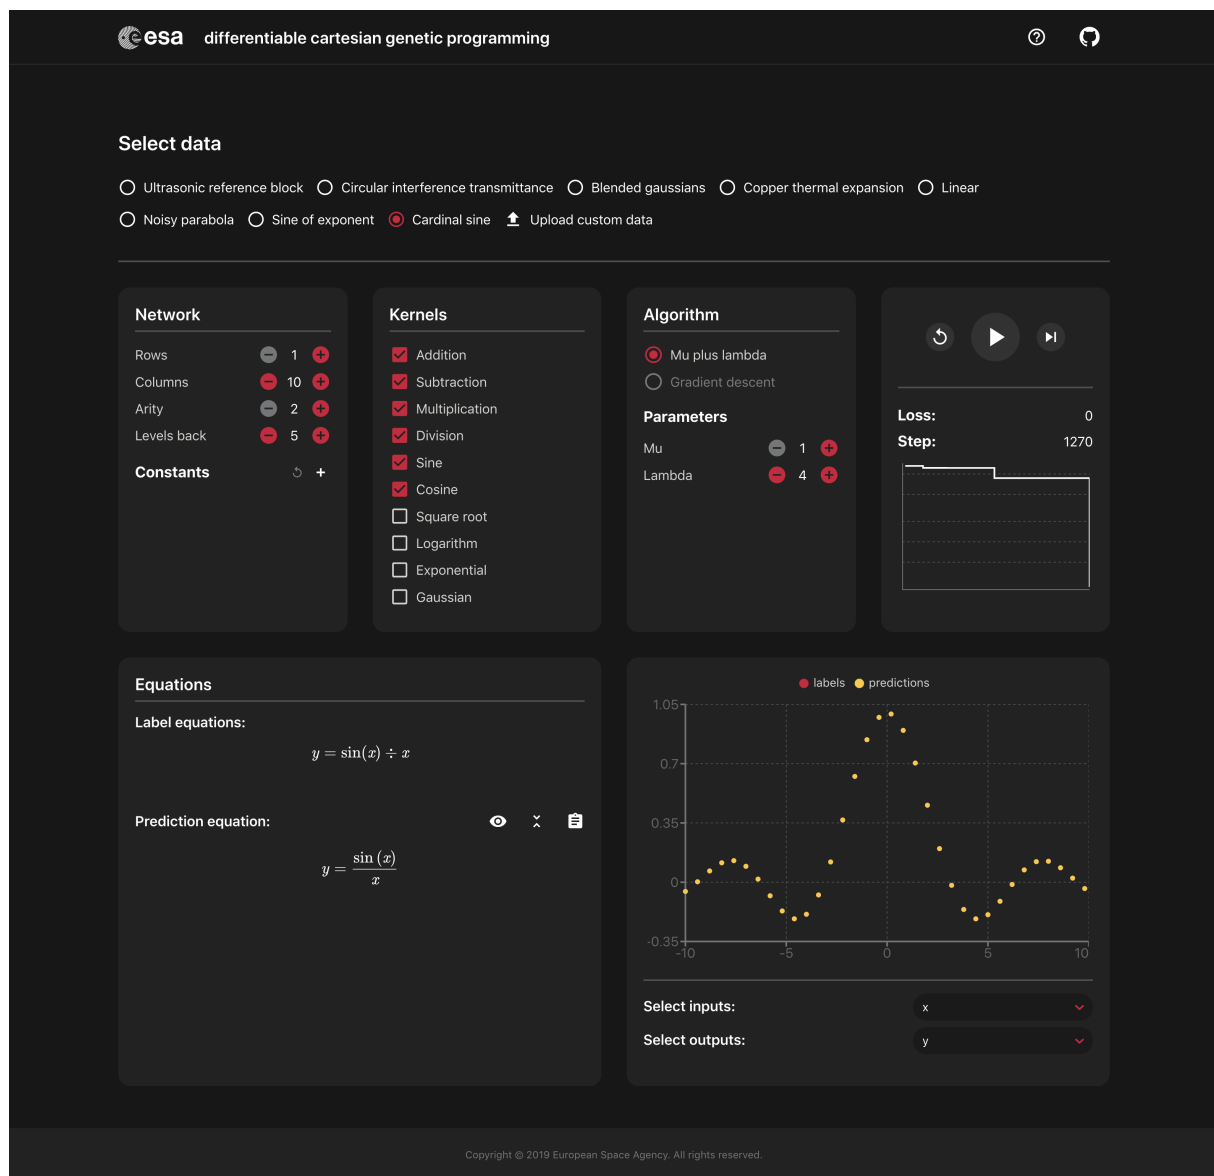 esa differentiable cartesian genetic programming
Select data
Ultrasonic reference block Circular interference transmittance Blended gaussians Copper thermal expansion Linear
Noisy parabola Sine of exponent Cardinal sine Upload custom data
Network
Rows 1
Columns 10
Arity 2
Levels back 5
Constants
Kernels
Addition
Subtraction
Multiplication
Division
Sine
Cosine
Square root
Logarithm
Exponential
Gaussian
Algorithm
Mu plus lambda
Gradient descent
Parameters
Mu 1
Lambda 4
Loss: 0
Step: 1270
Equations
Label equations:
y = sin(x) ÷ x
Prediction equation:
y = sin (x) / x
labels predictions
1.05
0.7
0.35
0
-0.35
-10 -5 0 5 10
Select inputs: x
Select outputs: y
Copyright © 2019 European Space Agency. All rights reserved.